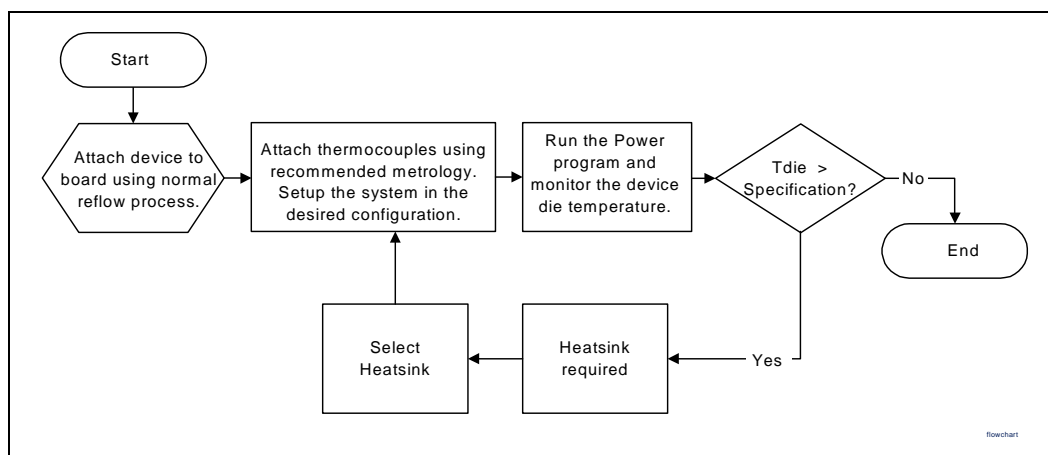 Start
Attach device to
board using normal
reflow process.
Attach thermocouples using
recommended metrology.
Setup the system in the
desired configuration.
Run the Power
program and
monitor the device
die temperature.
Tdie >
Specification?
No
End
Yes
Heatsink
required
Select
Heatsink
flowchart